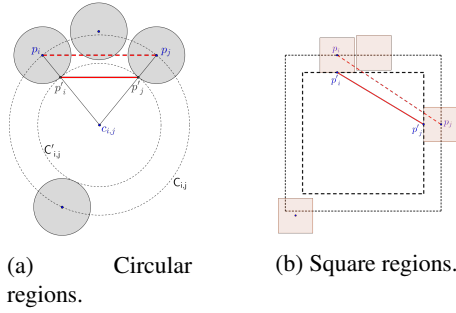 p_i
p_j
p'_i
p'_j
c_{i,j}
C'_{i,j}
C_{i,j}
(a) Circular
regions.
p_i
p'_i
p'_j
p_j
(b) Square regions.